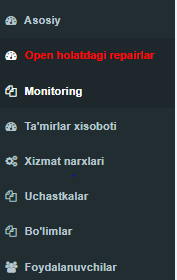 Asosiy
Open holatdagi repairlar
Monitoring
Ta'mirlar xisoboti
Xizmat narxlari
Uchastkalar
Bo'limlar
Foydalanuvchilar